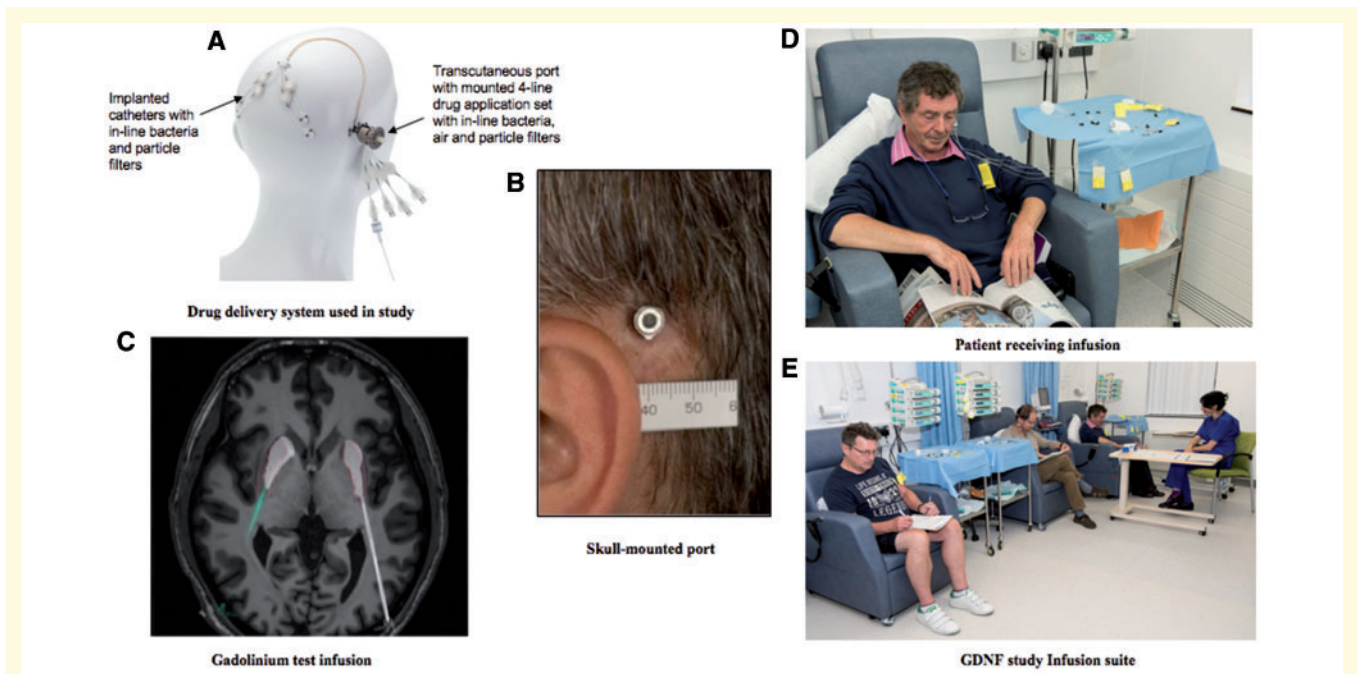 A
Implanted
catheters with
in-line bacteria
and particle
filters
Transcutaneous port
with mounted 4-line
drug application set
with in-line bacteria,
air and particle filters
Drug delivery system used in study
B
40 50 6
Skull-mounted port
C
Gadolinium test infusion
D
Patient receiving infusion
E
LEGEND
GDNF study Infusion suite